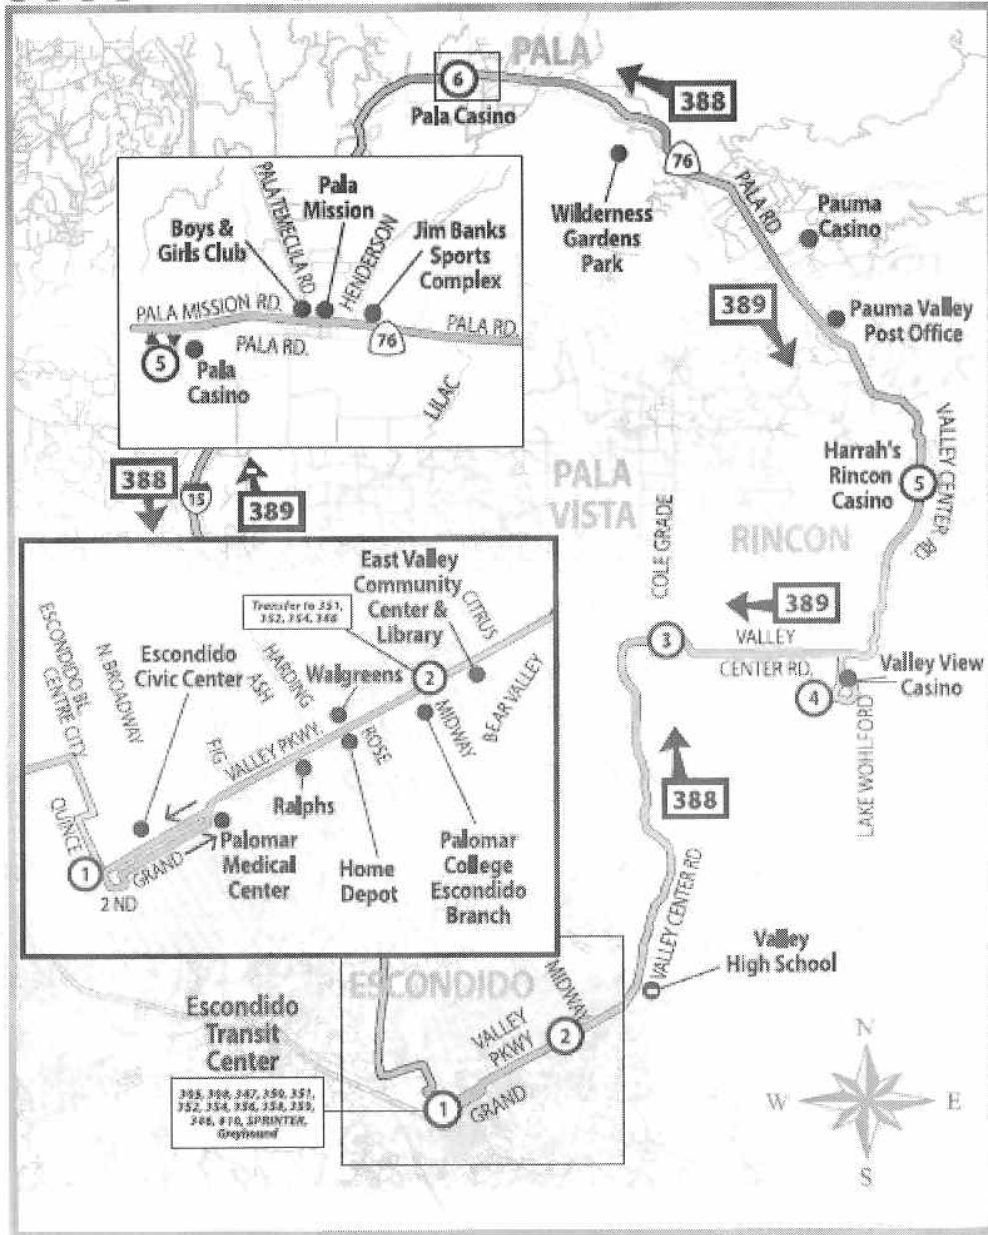 PALA
6
Pala Casino
388
76
PALA RD
Wilderness
Gardens
Park
Pauma
Casino
389
Pauma Valley
Post Office
PALA TEMECULA RD
Pala
Mission
HENDERSON
Boys &
Girls Club
Jim Banks
Sports
Complex
PALA MISSION RD.
PALA RD.
76
PALA RD.
5
Pala
Casino
LILAC
388
15
389
PALA
VISTA
COLE GRADE
Harrah's
Rincon
Casino
5
VALLEY CENTER RD.
RINCON
389
3
VALLEY
CENTER RD.
Valley View
Casino
4
LAKE WOHLFORD
388
VALLEY CENTER RD
East Valley
Community
Center &
Library
CITRUS
Transfer to 351,
ESCONDIDO BL.
CENTRE CITY
N. BROADWAY
Escondido
Civic Center
ASH
HARDING
Walgreens
2
MIDWAY
BEAR VALLEY
FIG
VALLEY PKWY.
ROSE
Ralphs
QUINCE
1
GRAND
2 ND
Palomar
Medical
Center
Home
Depot
Palomar
College
Escondido
Branch
Valley
High School
ESCONDIDO
MIDWAY
Escondido
Transit
Center
VALLEY
PKWY
2
1
GRAND
SPRINTER,
Greyhound
N
W
E
S